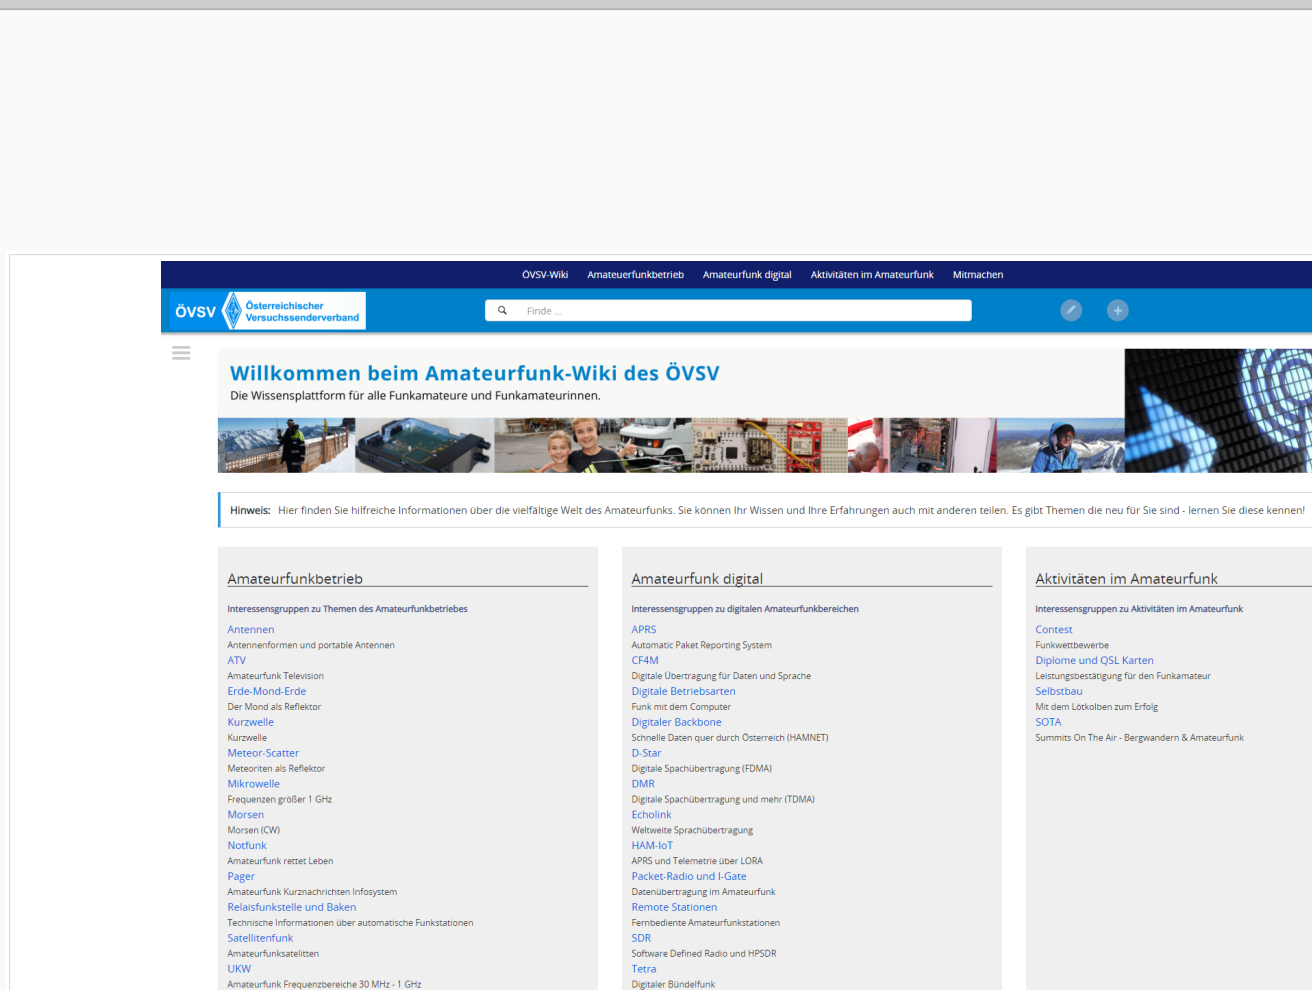 ÖVSV-Wiki Amateuerfunkbetrieb Amateurfunk digital Aktivitäten im Amateurfunk Mitmachen
ÖVSV
Österreichischer
Versuchssenderverband
Finde ...
Willkommen beim Amateurfunk-Wiki des ÖVSV
Die Wissensplattform für alle Funkamateure und Funkamateurinnen.
Hinweis: Hier finden Sie hilfreiche Informationen über die vielfältige Welt des Amateurfunks. Sie können Ihr Wissen und Ihre Erfahrungen auch mit anderen teilen. Es gibt Themen die neu für Sie sind - lernen Sie diese kennen!
Amateurfunkbetrieb
Interessensgruppen zu Themen des Amateurfunkbetriebes
Antennen
Antennenformen und portable Antennen
ATV
Amateurfunk Television
Erde-Mond-Erde
Der Mond als Reflektor
Kurzwelle
Kurzwelle
Meteor-Scatter
Meteoriten als Reflektor
Mikrowelle
Frequenzen größer 1 GHz
Morsen
Morsen (CW)
Notfunk
Amateurfunk rettet Leben
Pager
Amateurfunk Kurznachrichten Infosystem
Relaisfunkstelle und Baken
Technische Informationen über automatische Funkstationen
Satellitenfunk
Amateurfunksatelitten
UKW
Amateurfunk Frequenzbereiche 30 MHz - 1 GHz
Amateurfunk digital
Interessensgruppen zu digitalen Amateurfunkbereichen
APRS
Automatic Paket Reporting System
CF4M
Digitale Übertragung für Daten und Sprache
Digitale Betriebsarten
Funk mit dem Computer
Digitaler Backbone
Schnelle Daten quer durch Österreich (HAMNET)
D-Star
Digitale Spachübertragung (FDMA)
DMR
Digitale Spachübertragung und mehr (TDMA)
Echolink
Weltweite Sprachübertragung
HAM-IoT
APRS und Telemetrie über LORA
Packet-Radio und I-Gate
Datenübertragung im Amateurfunk
Remote Stationen
Fernbediente Amateurfunkstationen
SDR
Software Defined Radio und HPSDR
Tetra
Digitaler Bündelfunk
Aktivitäten im Amateurfunk
Interessensgruppen zu Aktivitäten im Amateurfunk
Contest
Funkwettbewerbe
Diplome und QSL Karten
Leistungsbestätigung für den Funkamateur
Selbstbau
Mit dem Lötkolben zum Erfolg
SOTA
Summits On The Air - Bergwandern & Amateurfunk